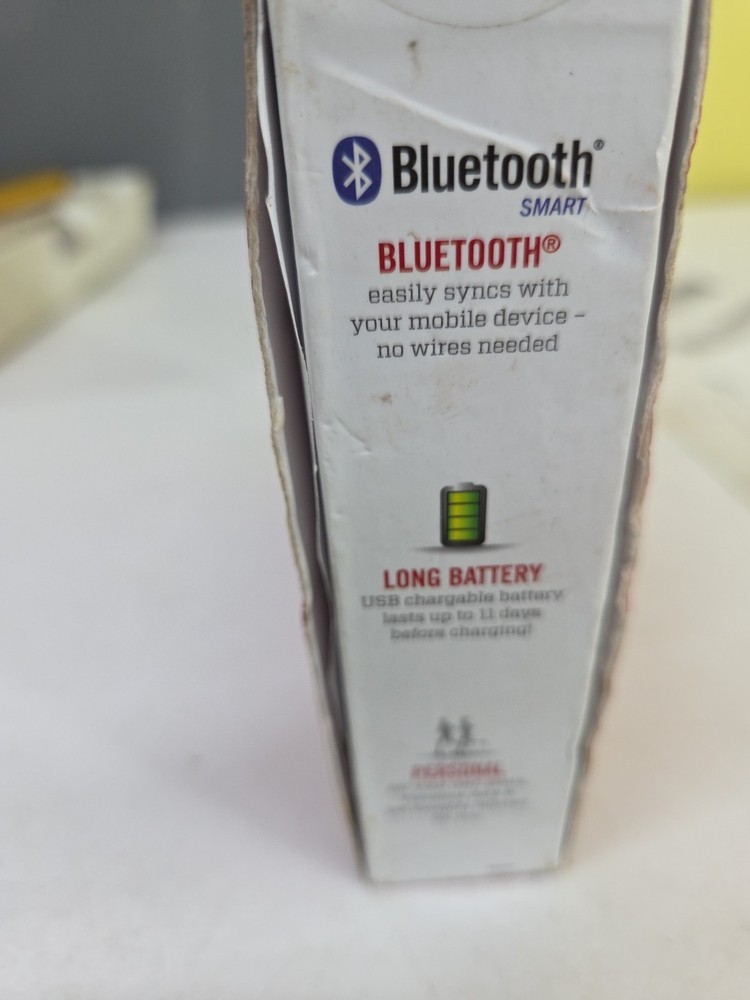 Bluetooth®
SMART
BLUETOOTH®
easily syncs with
your mobile device –
no wires needed
LONG BATTERY
USB chargable battery
lasts up to 11 days
before charging!
PERSONAL